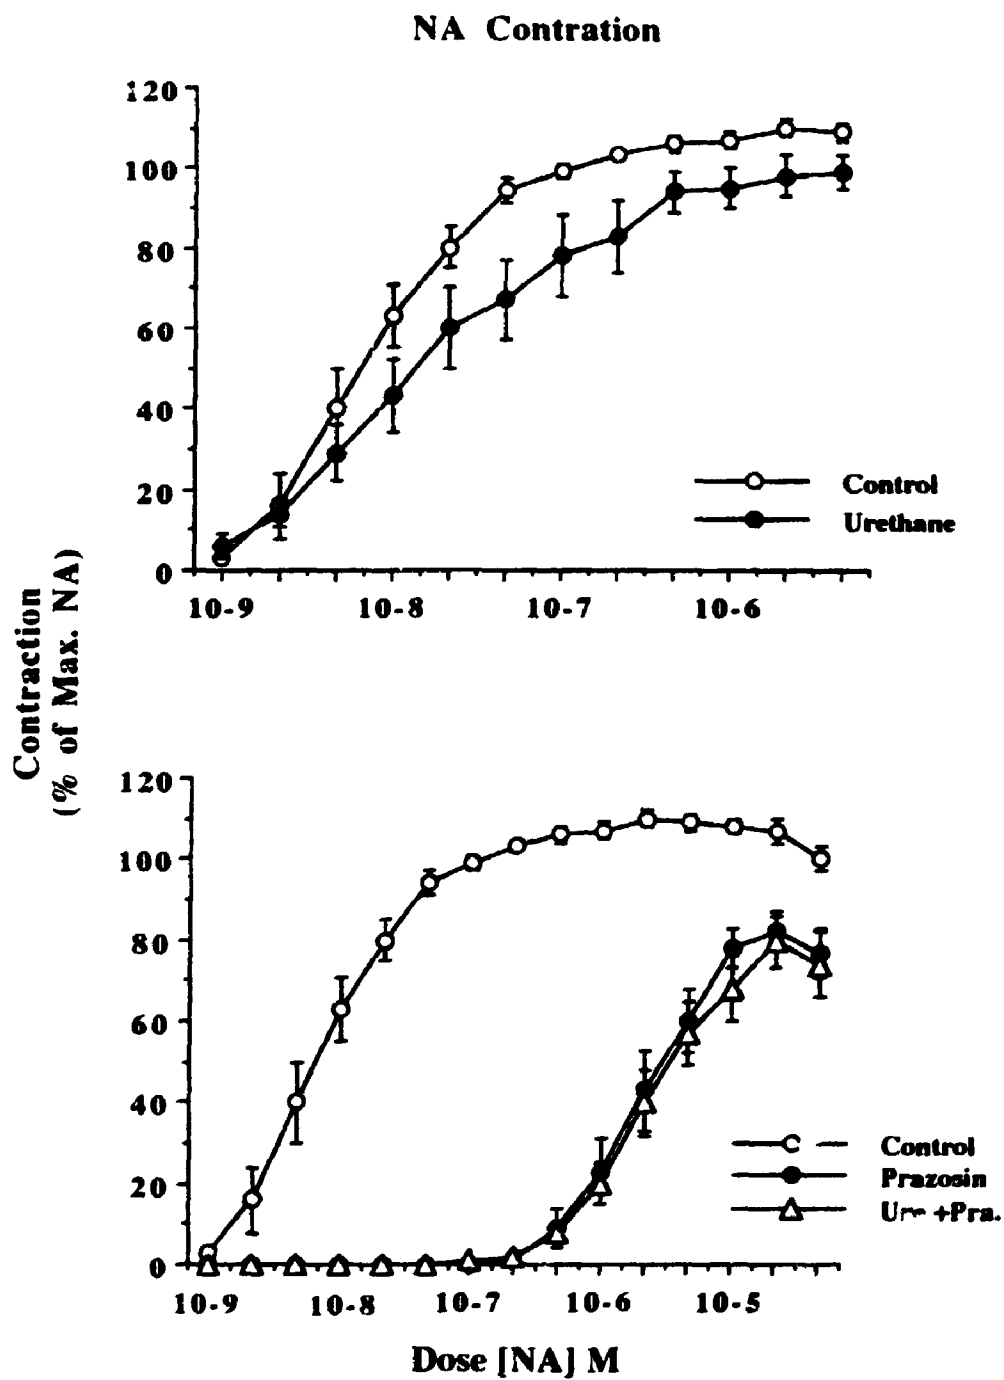 NA Contration
120
100
80
60
40
20
0
10-9 10-8 10-7 10-6
Control
Urethane
Contraction
(% of Max. NA)
120
100
80
60
40
20
0
10-9 10-8 10-7 10-6 10-5
Control
Prazosin
+Pra.
Dose [NA] M